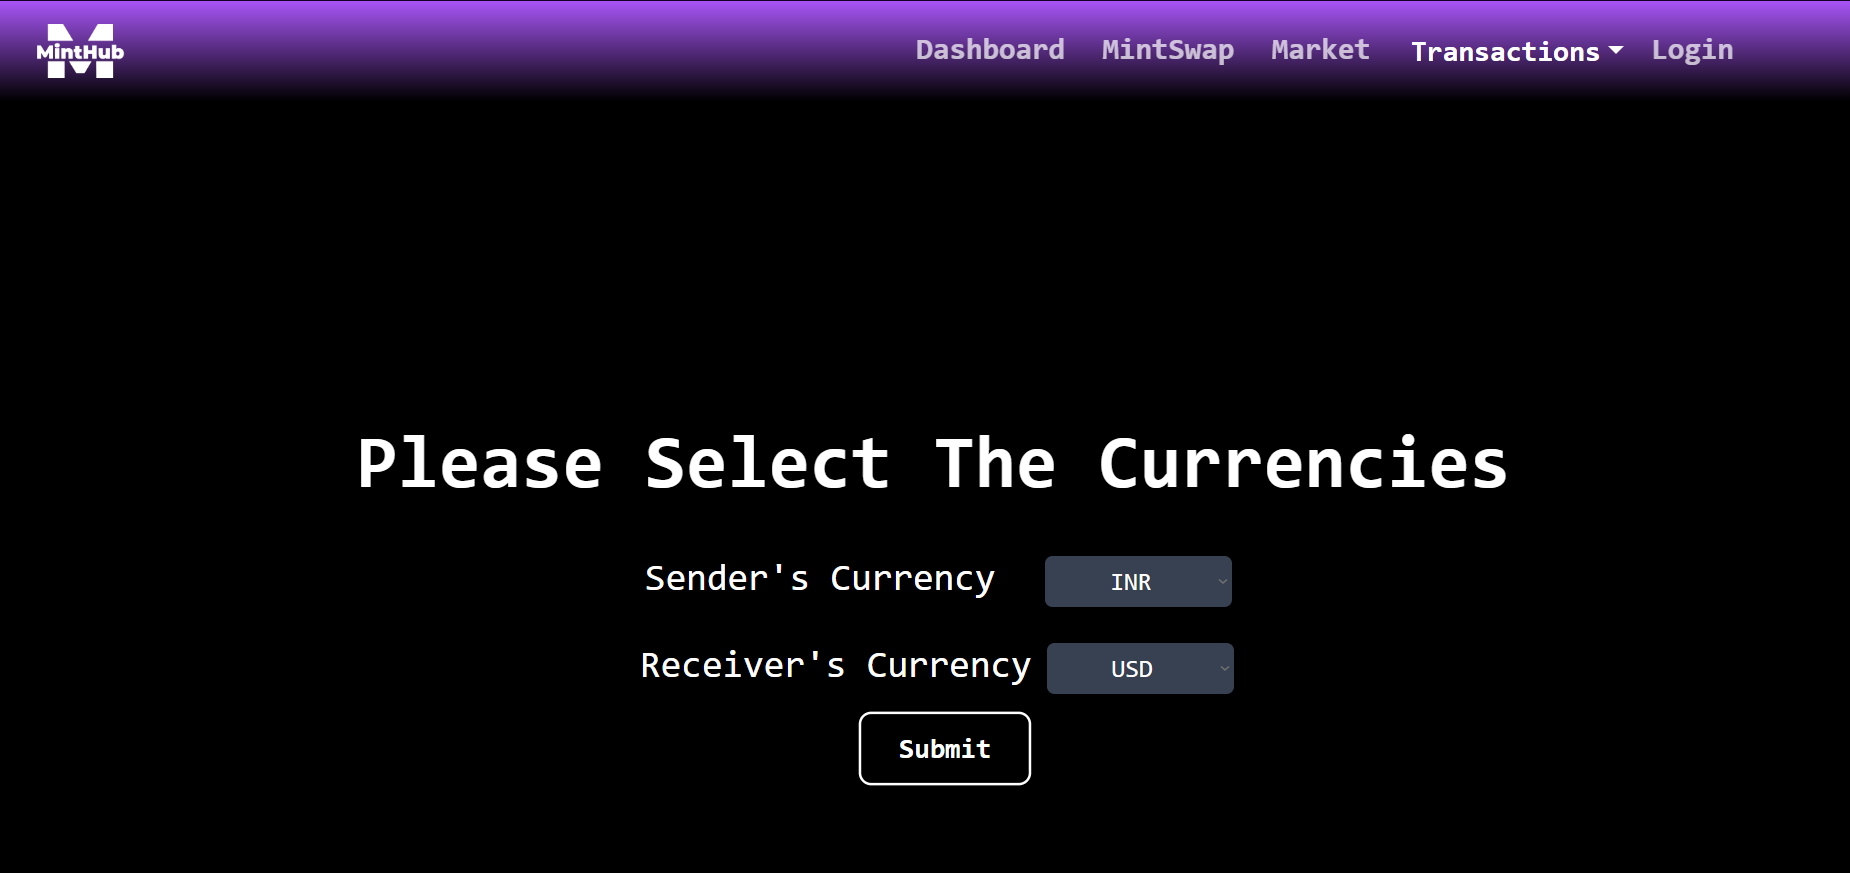 MintHub
Dashboard MintSwap Market Transactions Login
Please Select The Currencies
Sender's Currency INR
Receiver's Currency USD
Submit